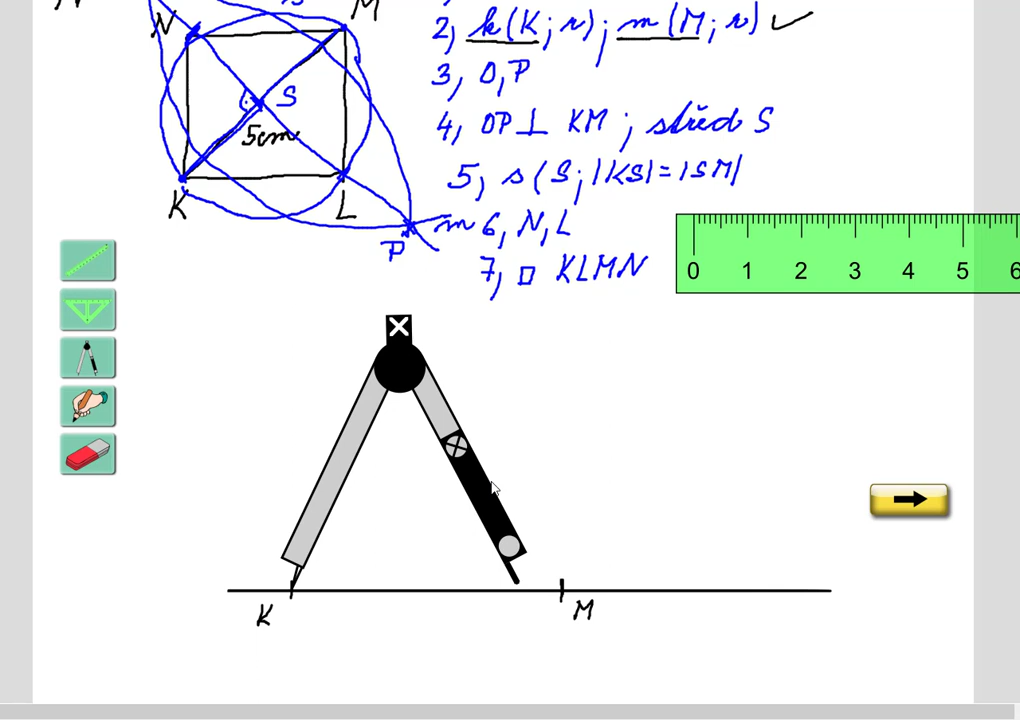 N M
2, k(K; r); m(M; r) ✓
3, O,P
S
4, OP ⊥ KM ; střed S
5cm
5, s(S; |KS|=|SM|
K L
m 6, N,L
P
7, □ KLMN
0 1 2 3 4 5 6
K M